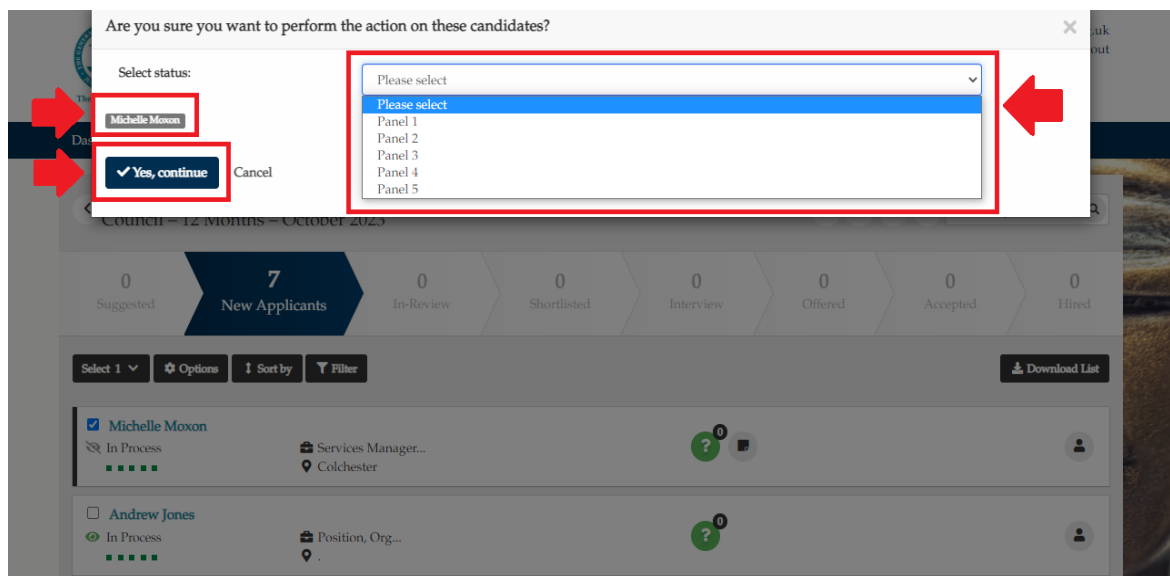 Are you sure you want to perform the action on these candidates?
×
.uk
out
Select status:
Please select
Please select
Panel 1
Panel 2
Panel 3
Panel 4
Panel 5
The
Michelle Moxon
Das
Yes, continue
Cancel
Council – 12 Months – October 2023
0
Suggested
7
New Applicants
0
In-Review
0
Shortlisted
0
Interview
0
Offered
0
Accepted
0
Hired
Select 1
Options
Sort by
Filter
Download List
Michelle Moxon
In Process
Services Manager...
Colchester
? 0
Andrew Jones
In Process
Position, Org...
.
? 0